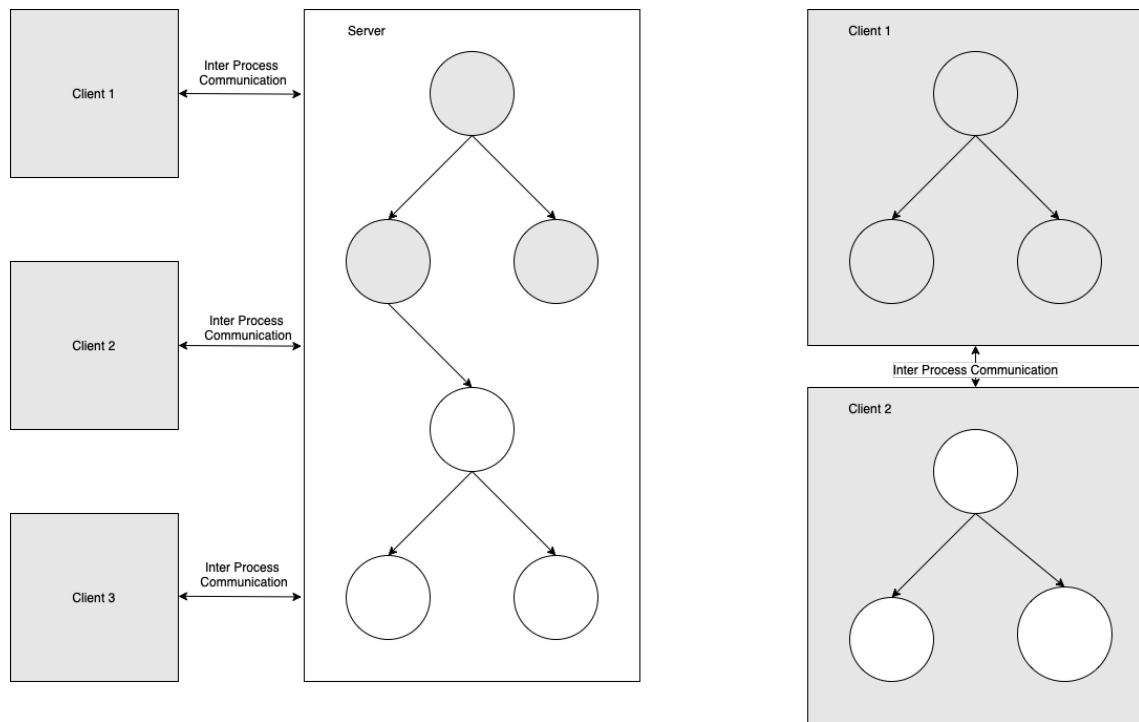 Client 1
Inter Process
Communication
Server
Client 2
Inter Process
Communication
Client 3
Inter Process
Communication
Client 1
Inter Process Communication
Client 2